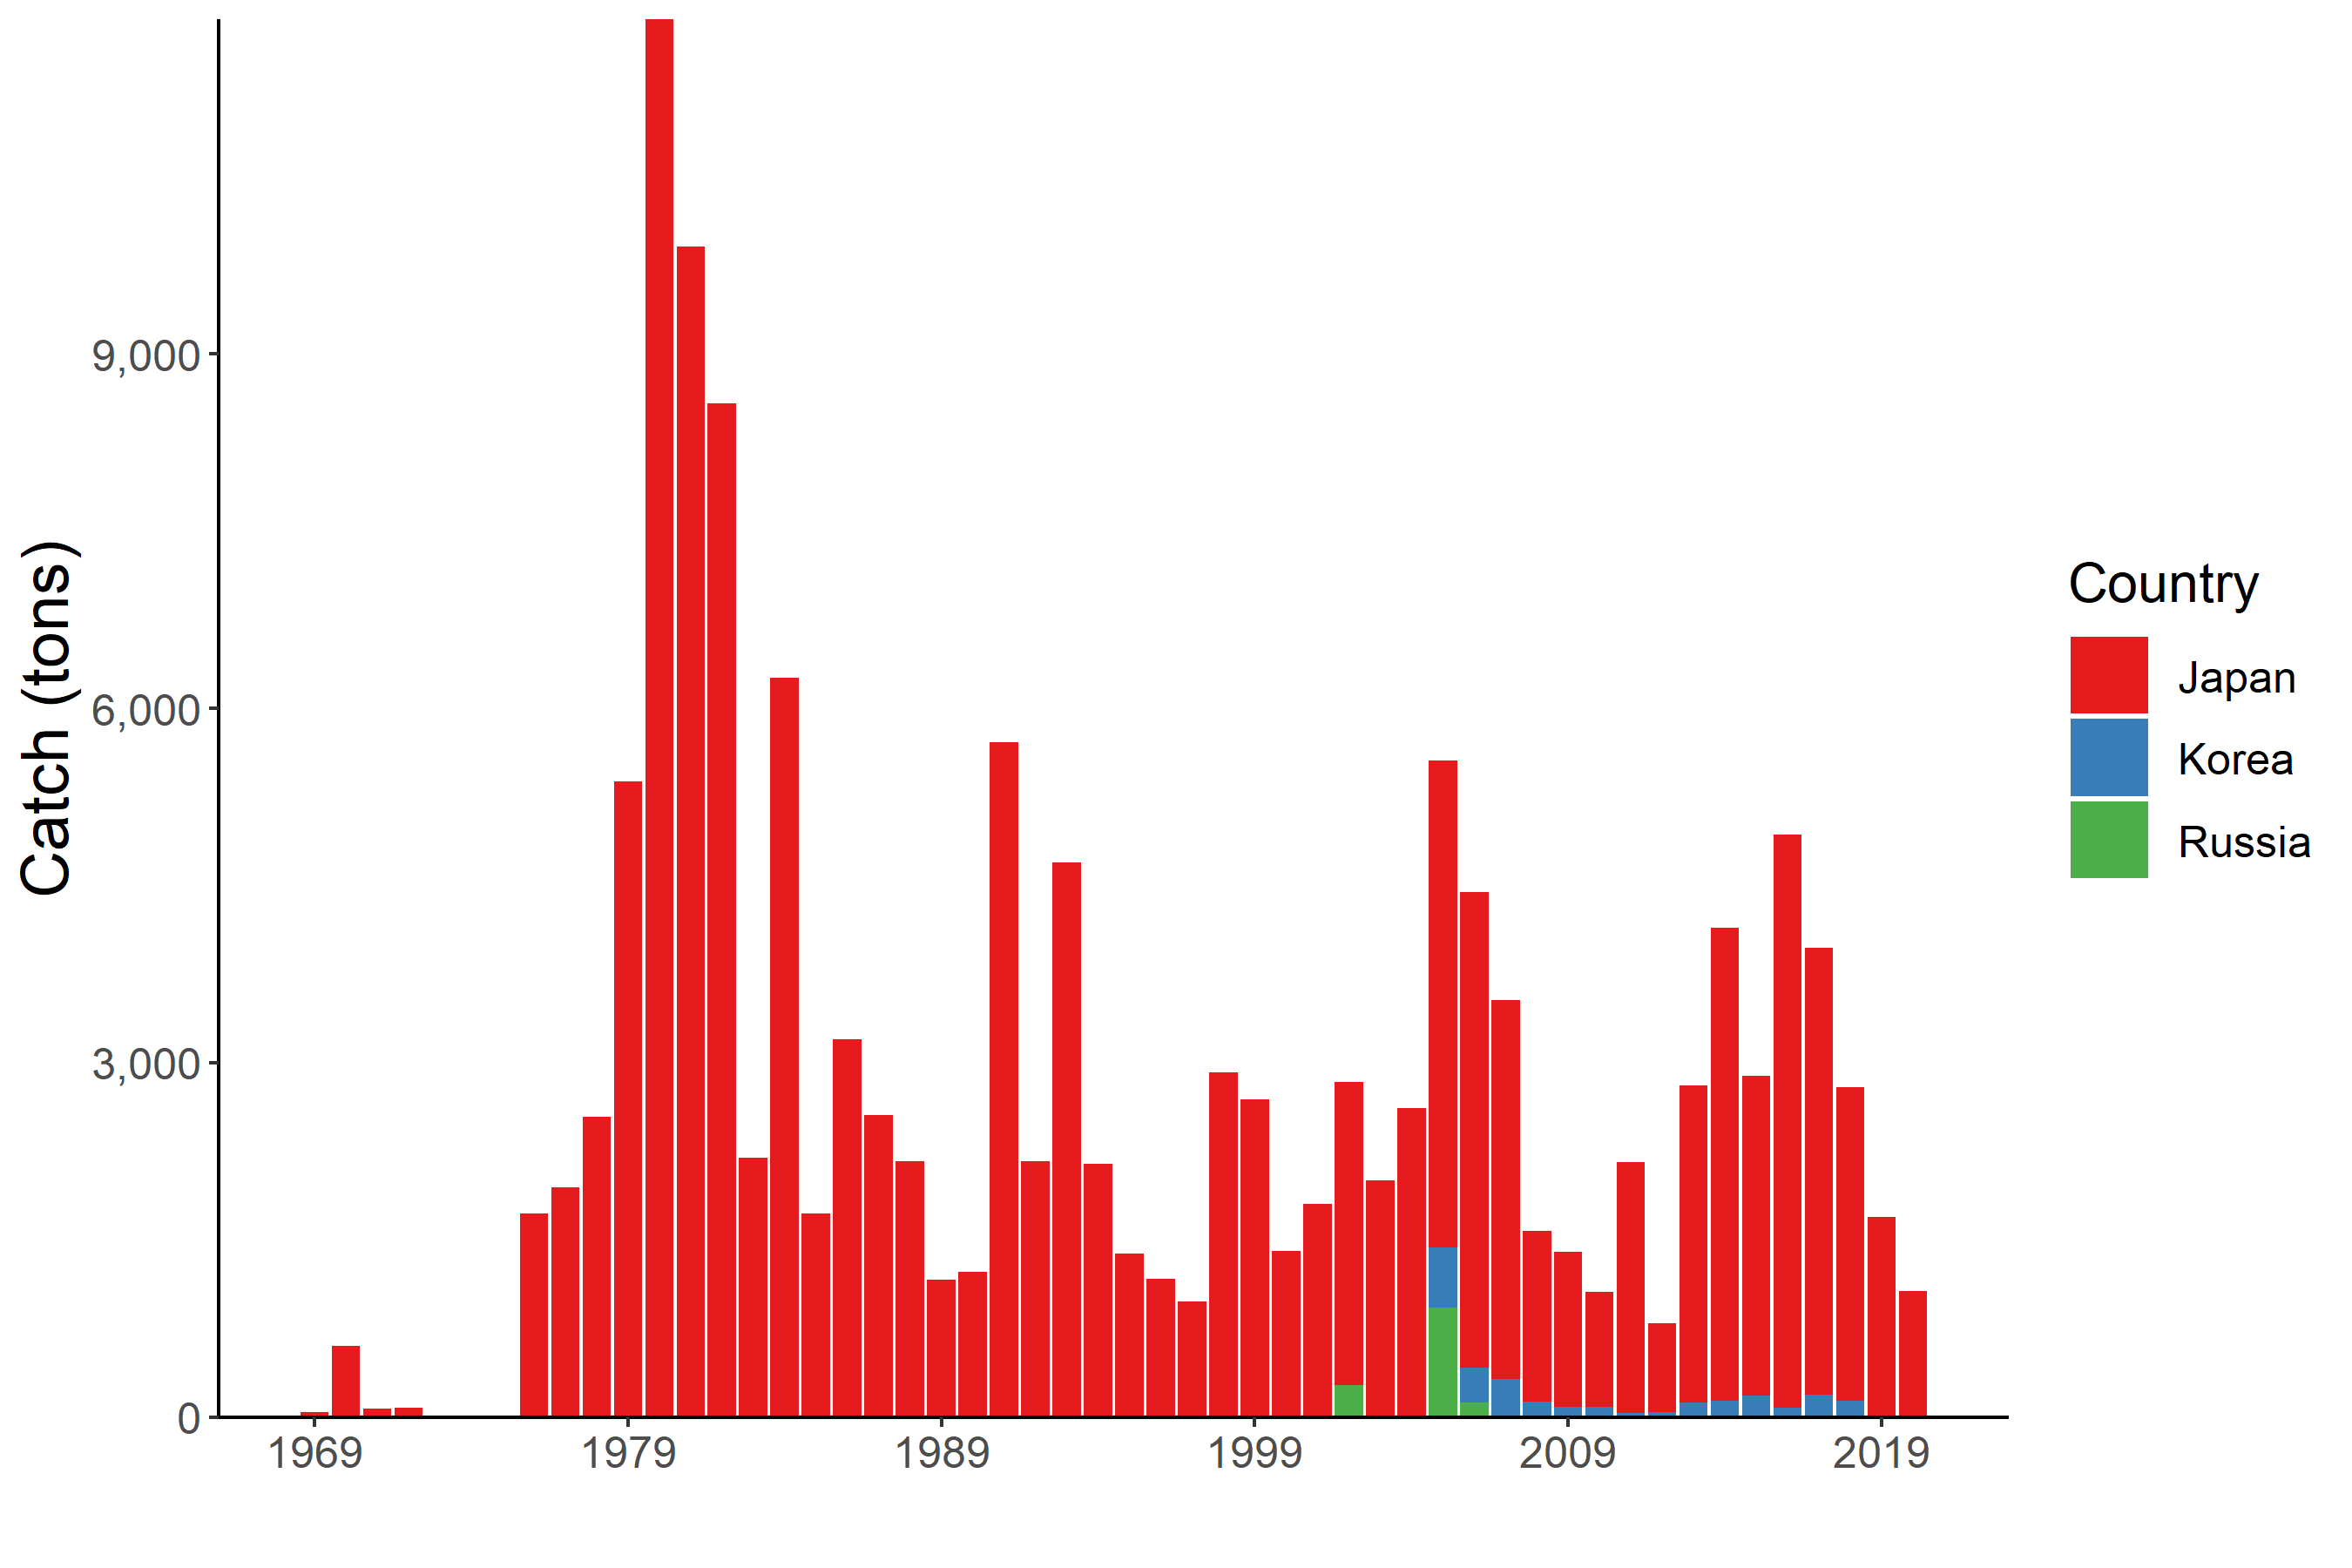 Catch (tons)
9,000
6,000
3,000
0
1969 1979 1989 1999 2009 2019
Country
Japan
Korea
Russia